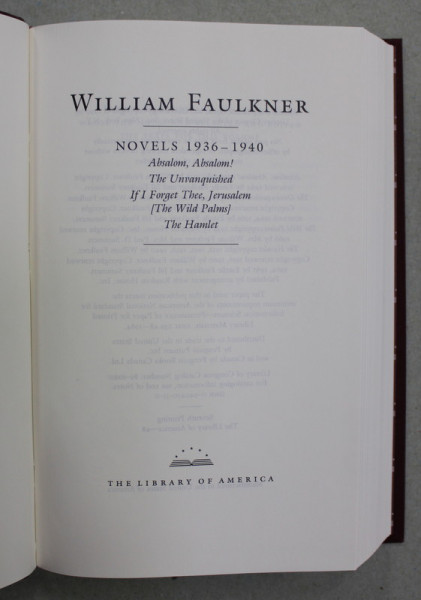 WILLIAM FAULKNER
NOVELS 1936–1940
Absalom, Absalom!
The Unvanquished
If I Forget Thee, Jerusalem
[The Wild Palms]
The Hamlet
THE LIBRARY OF AMERICA